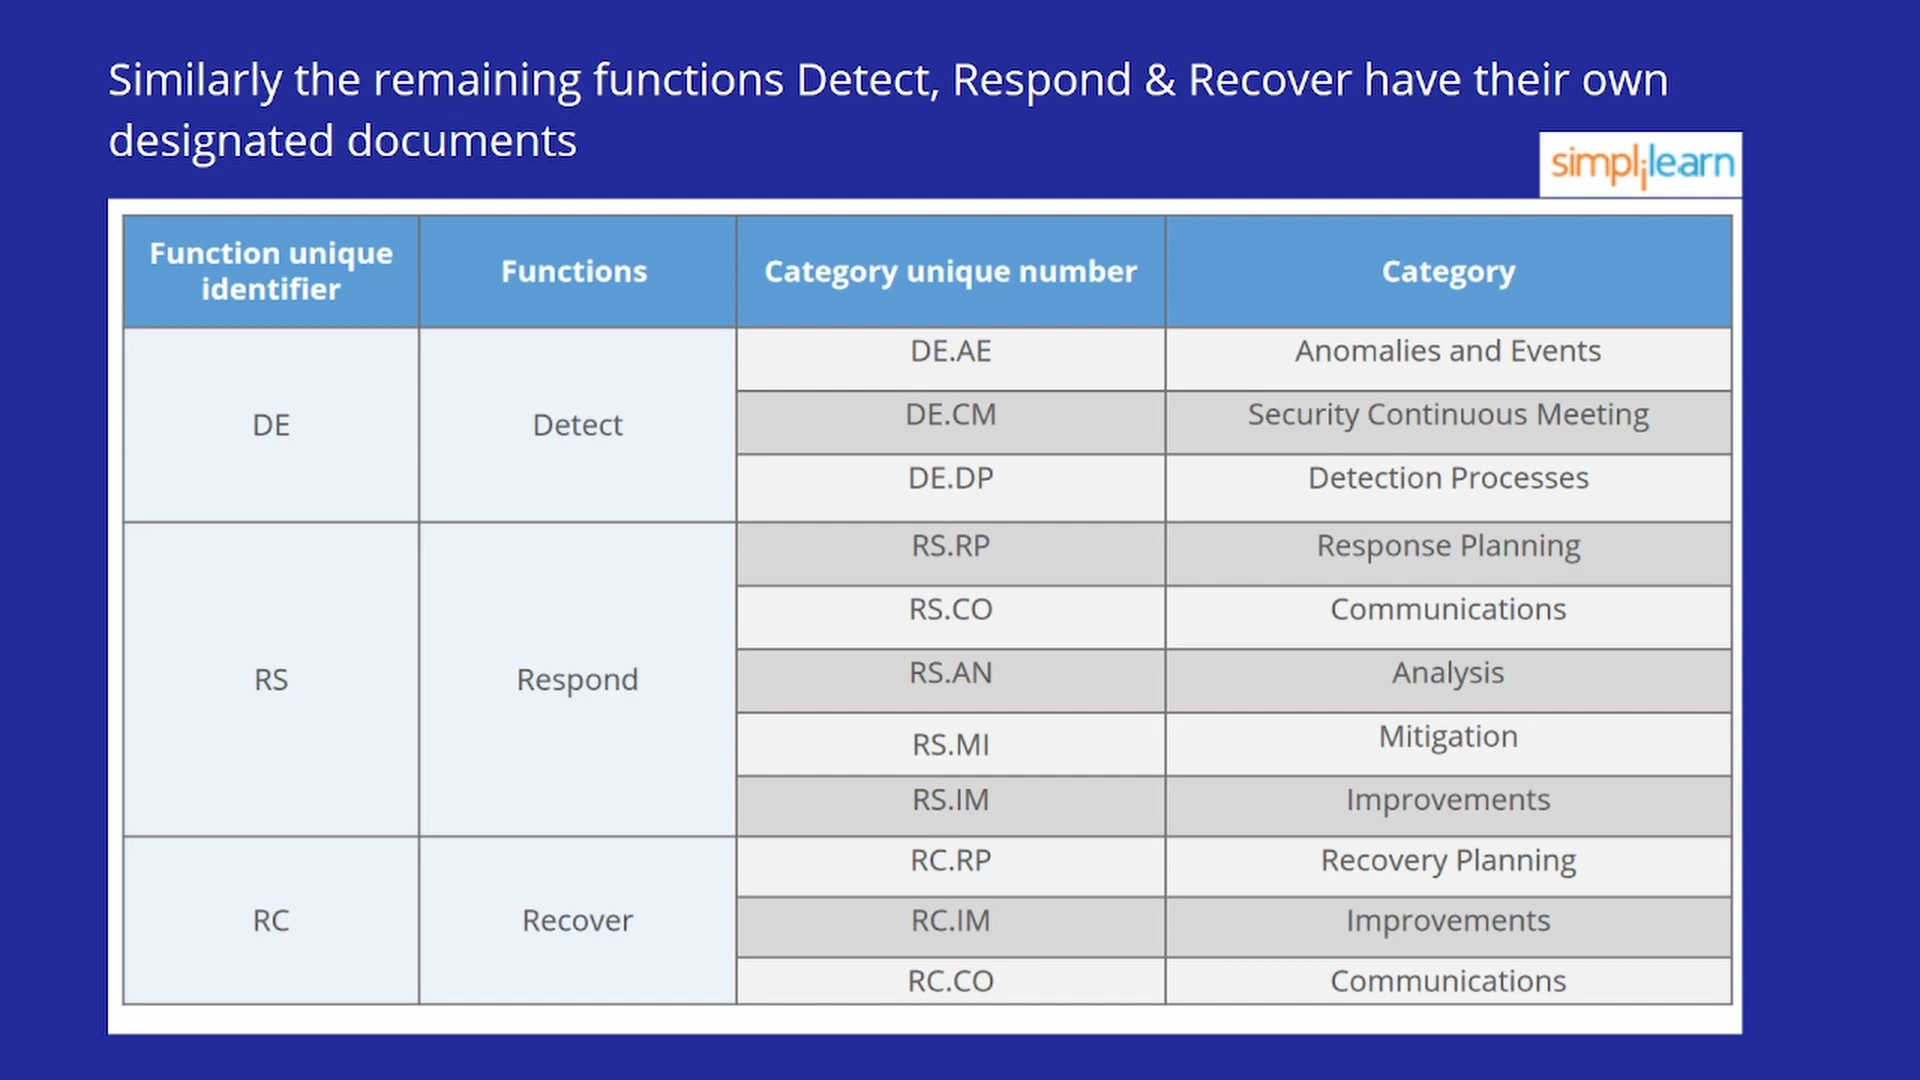 Similarly the remaining functions Detect, Respond & Recover have their own
designated documents
simplilearn
Function unique
identifier
Functions
Category unique number
Category
DE
Detect
DE.AE
Anomalies and Events
DE.CM
Security Continuous Meeting
DE.DP
Detection Processes
RS
Respond
RS.RP
Response Planning
RS.CO
Communications
RS.AN
Analysis
RS.MI
Mitigation
RS.IM
Improvements
RC
Recover
RC.RP
Recovery Planning
RC.IM
Improvements
RC.CO
Communications